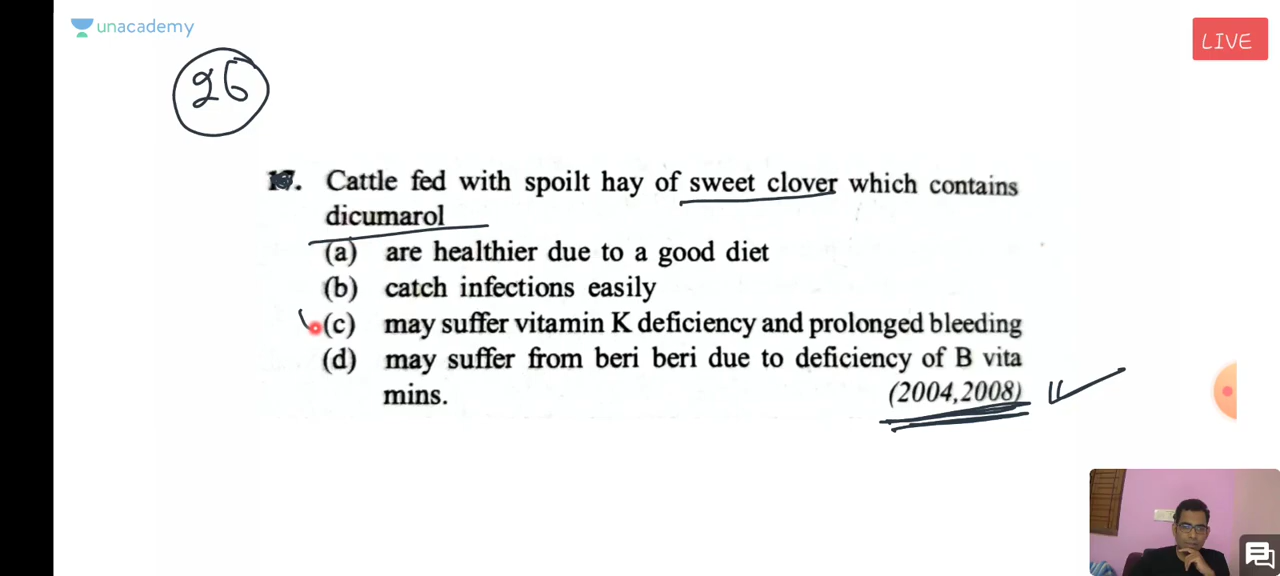 unacademy
LIVE
26
Cattle fed with spoilt hay of sweet clover which contains
dicumarol
(a) are healthier due to a good diet
(b) catch infections easily
(c) may suffer vitamin K deficiency and prolonged bleeding
(d) may suffer from beri beri due to deficiency of B vita
mins. (2004,2008)